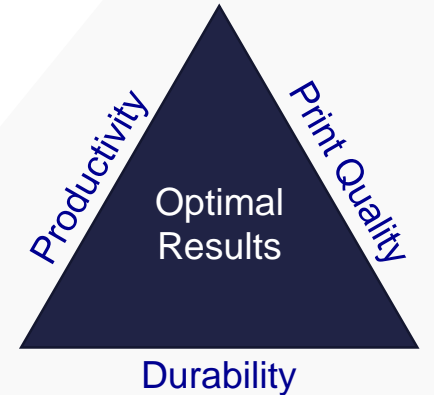 Productivity
Print Quality
Optimal
Results
Durability